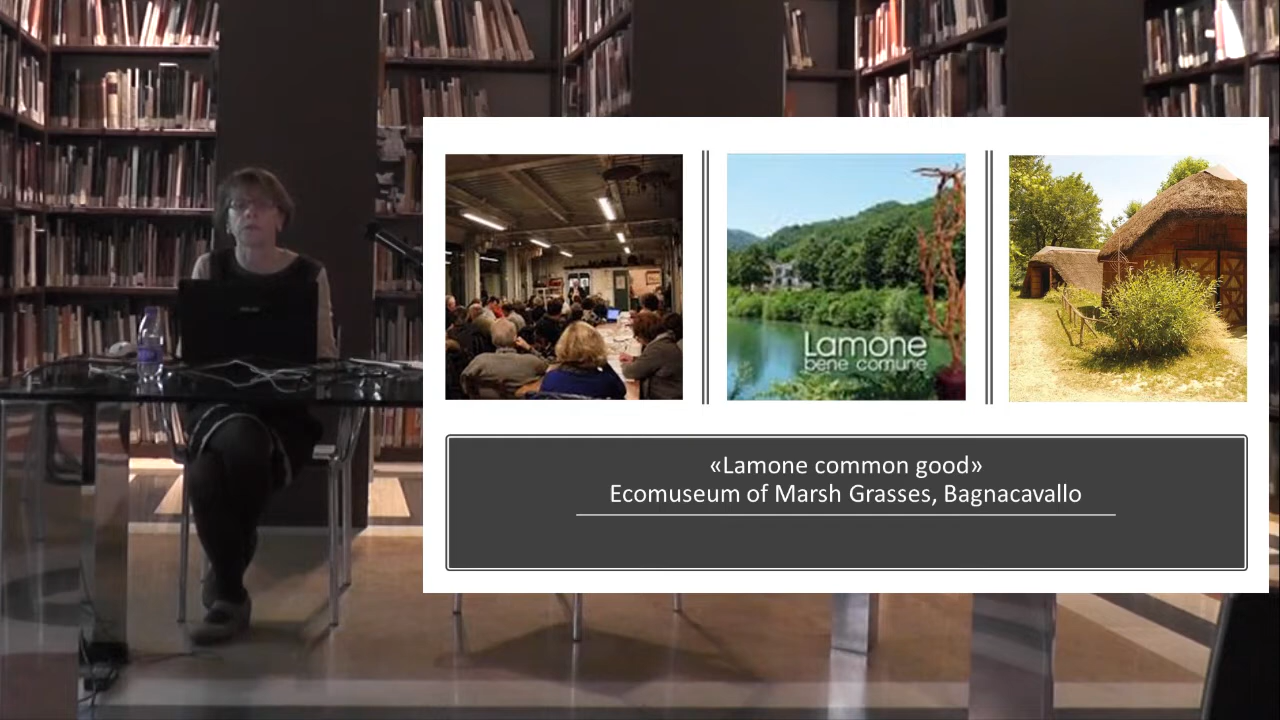 Lamone
bene comune
«Lamone common good»
Ecomuseum of Marsh Grasses, Bagnacavallo